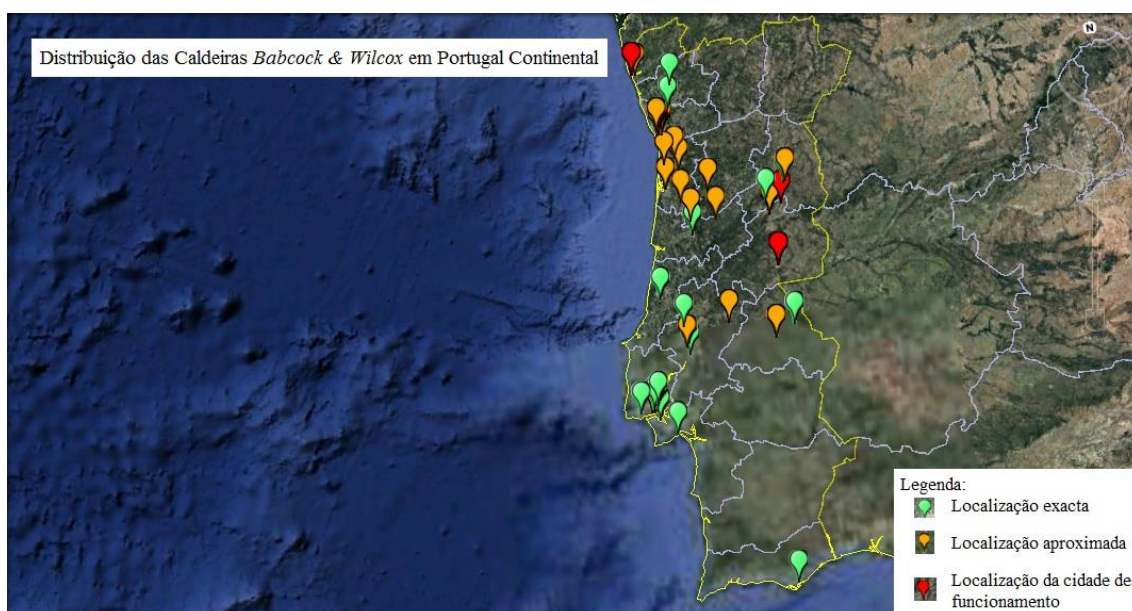 Distribuição das Caldeiras Babcock & Wilcox em Portugal Continental
N
Legenda:
Localização exacta
Localização aproximada
Localização da cidade de
funcionamento